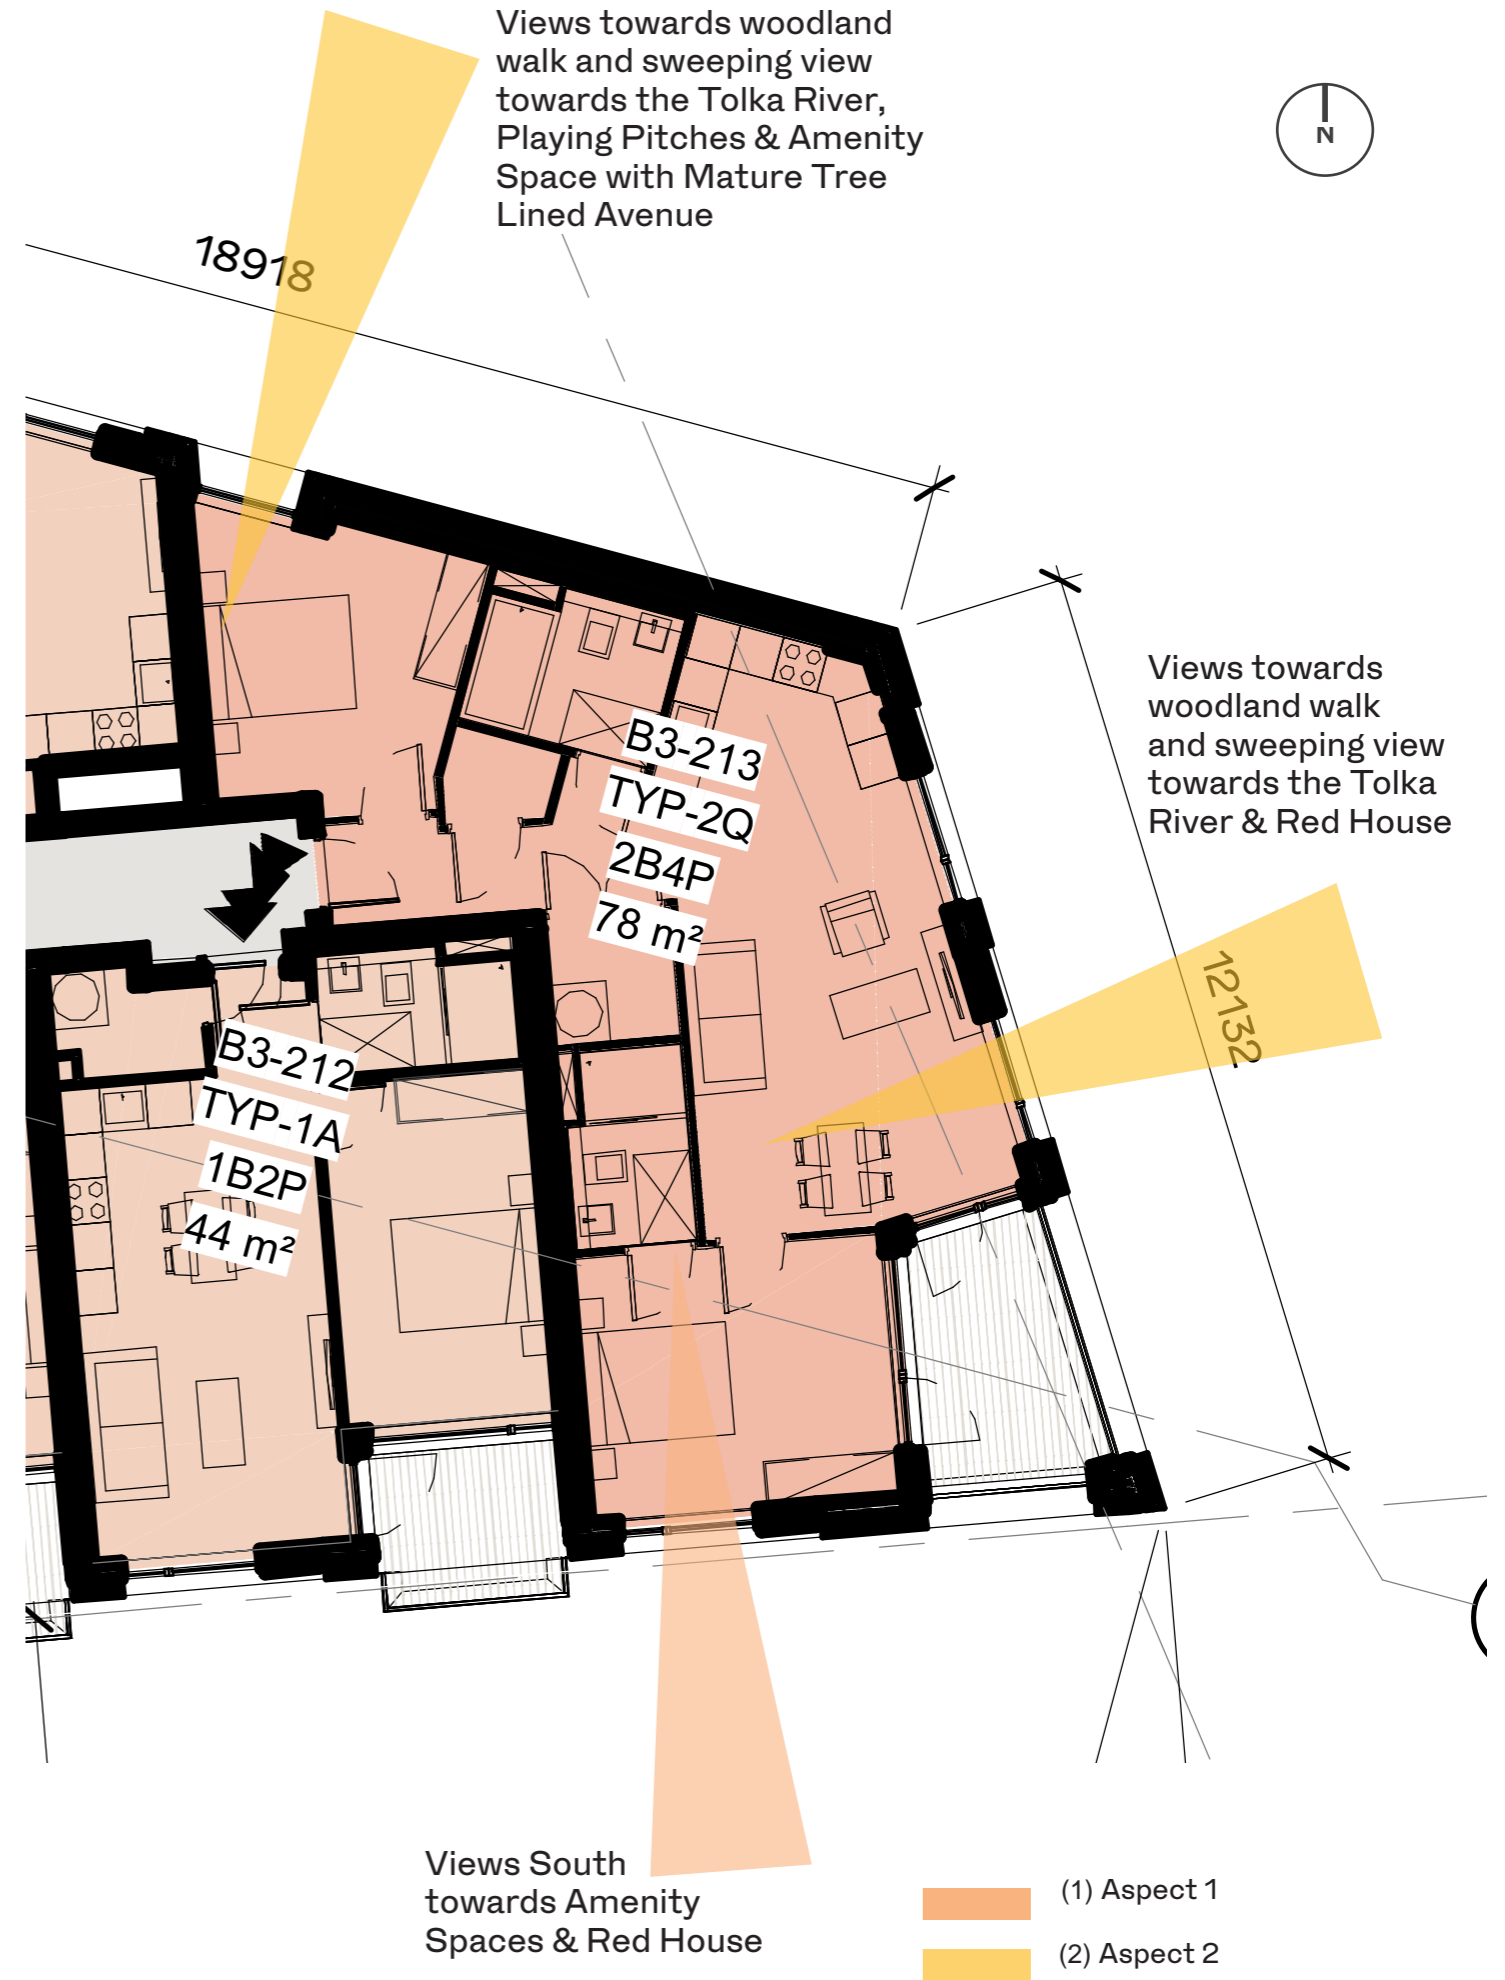 Views towards woodland
walk and sweeping view
towards the Tolka River,
Playing Pitches & Amenity
Space with Mature Tree
Lined Avenue
N
18918
Views towards
woodland walk
and sweeping view
towards the Tolka
River & Red House
B3-213
TYP-2Q
2B4P
78 m²
12132
B3-212
TYP-1A
1B2P
44 m²
Views South
towards Amenity
Spaces & Red House
(1) Aspect 1
(2) Aspect 2